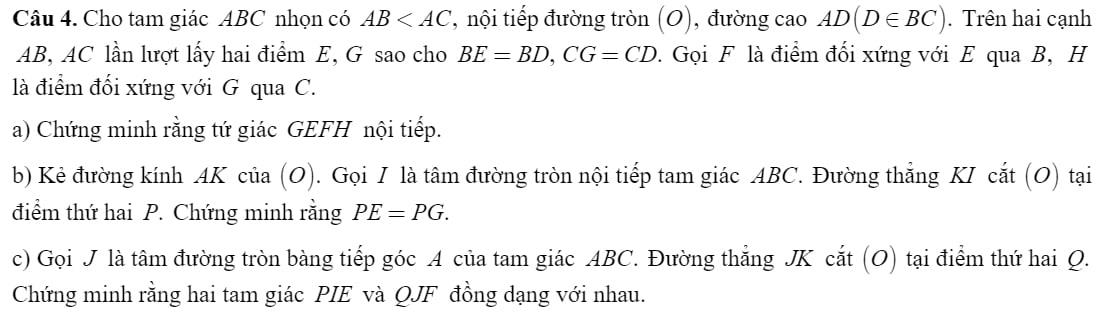 Câu 4. Cho tam giác ABC nhọn có AB < AC, nội tiếp đường tròn (O), đường cao AD(D ∈ BC). Trên hai cạnh
AB, AC lần lượt lấy hai điểm E, G sao cho BE = BD, CG = CD. Gọi F là điểm đối xứng với E qua B, H
là điểm đối xứng với G qua C.
a) Chứng minh rằng tứ giác GEFH nội tiếp.
b) Kẻ đường kính AK của (O). Gọi I là tâm đường tròn nội tiếp tam giác ABC. Đường thẳng KI cắt (O) tại
điểm thứ hai P. Chứng minh rằng PE = PG.
c) Gọi J là tâm đường tròn bàng tiếp góc A của tam giác ABC. Đường thẳng JK cắt (O) tại điểm thứ hai Q.
Chứng minh rằng hai tam giác PIE và QJF đồng dạng với nhau.